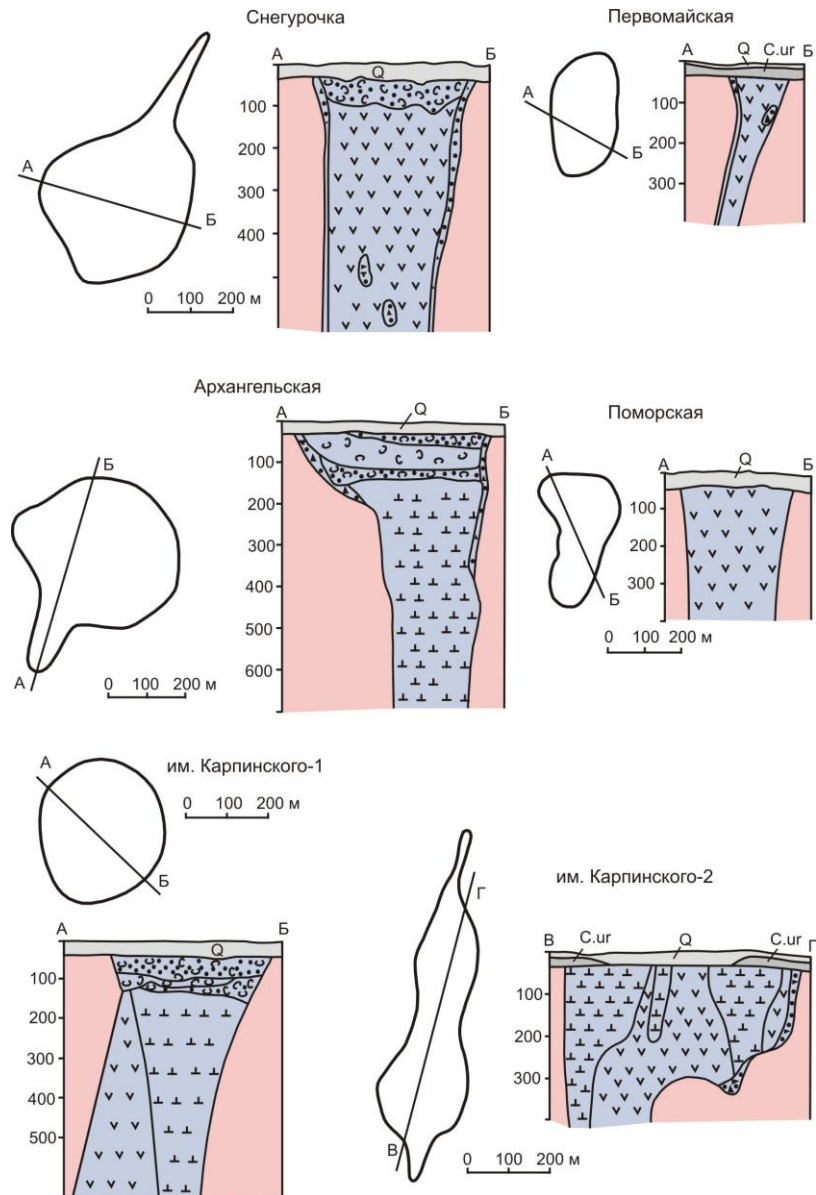 Снегурочка
А Q Б
100
200
300
400
А
Б
0 100 200 м
Первомайская
А Q C.ur Б
100
200
300
А
Б
Архангельская
А Q Б
100
200
300
400
500
600
Б
А
0 100 200 м
Поморская
А Q Б
100
200
300
А
Б
0 100 200 м
им. Карпинского-1
А
Б
0 100 200 м
А Q Б
100
200
300
400
500
им. Карпинского-2
Г
В
0 100 200 м
В C.ur Q C.ur Г
100
200
300